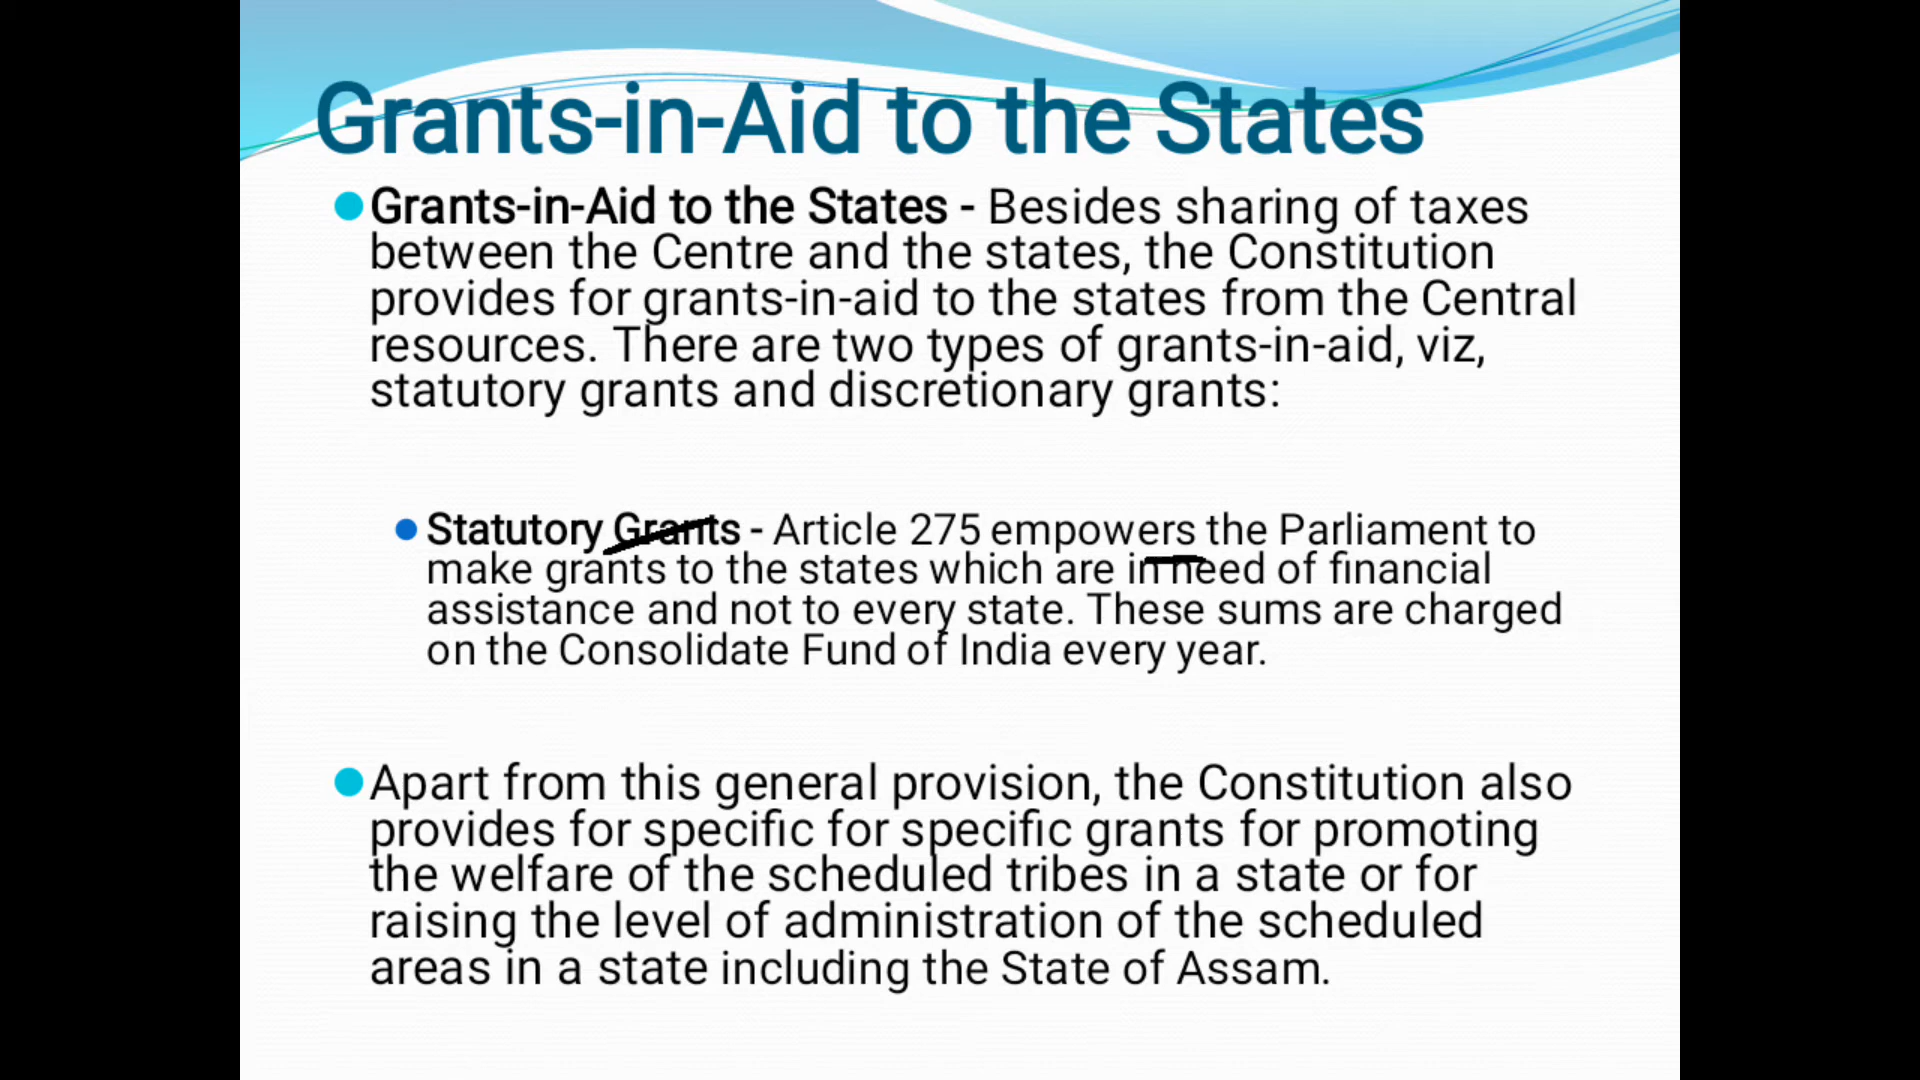 Grants-in-Aid to the States
Grants-in-Aid to the States - Besides sharing of taxes
between the Centre and the states, the Constitution
provides for grants-in-aid to the states from the Central
resources. There are two types of grants-in-aid, viz,
statutory grants and discretionary grants:
Statutory Grants - Article 275 empowers the Parliament to
make grants to the states which are in need of financial
assistance and not to every state. These sums are charged
on the Consolidate Fund of India every year.
Apart from this general provision, the Constitution also
provides for specific for specific grants for promoting
the welfare of the scheduled tribes in a state or for
raising the level of administration of the scheduled
areas in a state including the State of Assam.